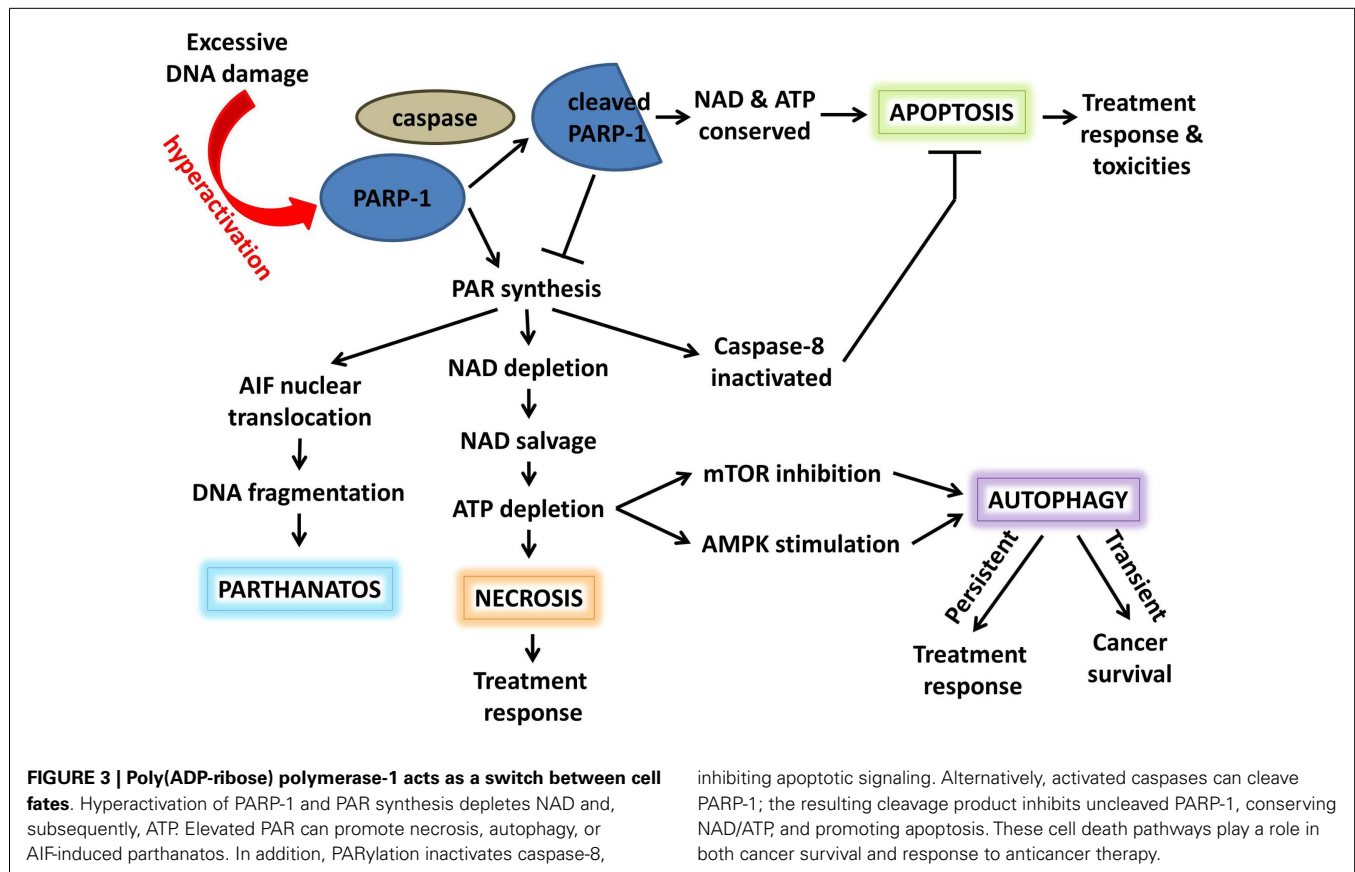 Excessive
DNA damage
hyperactivation
caspase
PARP-1
cleaved
PARP-1
NAD & ATP
conserved
APOPTOSIS
Treatment
response &
toxicities
PAR synthesis
AIF nuclear
translocation
DNA fragmentation
PARTHANATOS
NAD depletion
NAD salvage
ATP depletion
NECROSIS
Treatment
response
Caspase-8
inactivated
mTOR inhibition
AMPK stimulation
AUTOPHAGY
Persistent
Transient
Treatment
response
Cancer
survival
FIGURE 3 | Poly(ADP-ribose) polymerase-1 acts as a switch between cell
fates. Hyperactivation of PARP-1 and PAR synthesis depletes NAD and,
subsequently, ATP. Elevated PAR can promote necrosis, autophagy, or
AIF-induced parthanatos. In addition, PARylation inactivates caspase-8,
inhibiting apoptotic signaling. Alternatively, activated caspases can cleave
PARP-1; the resulting cleavage product inhibits uncleaved PARP-1, conserving
NAD/ATP, and promoting apoptosis. These cell death pathways play a role in
both cancer survival and response to anticancer therapy.